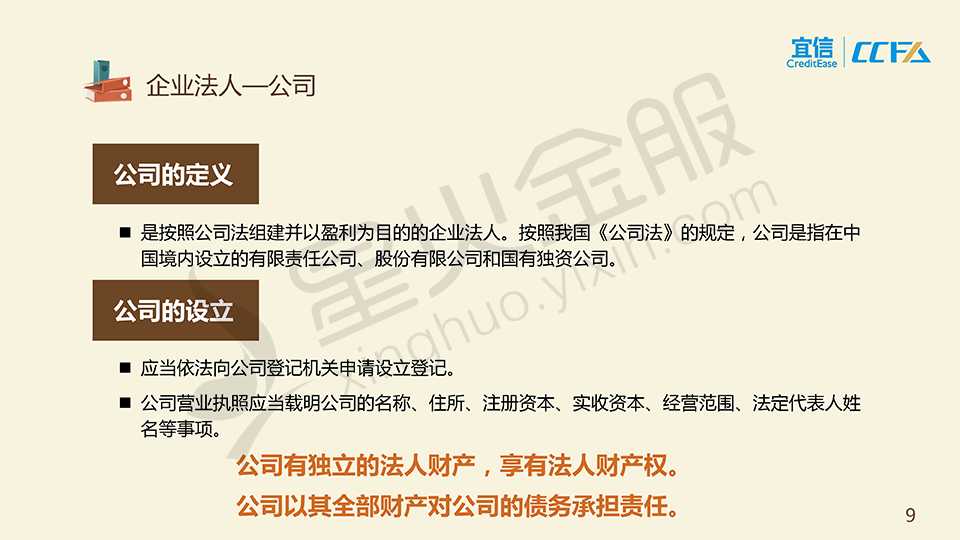 宜信
CreditEase
CCFA
企业法人—公司
公司的定义
■ 是按照公司法组建并以盈利为目的的企业法人。按照我国《公司法》的规定，公司是指在中
国境内设立的有限责任公司、股份有限公司和国有独资公司。
公司的设立
■ 应当依法向公司登记机关申请设立登记。
■ 公司营业执照应当载明公司的名称、住所、注册资本、实收资本、经营范围、法定代表人姓
名等事项。
公司有独立的法人财产，享有法人财产权。
公司以其全部财产对公司的债务承担责任。
星火金服
xinghuo.yixin.com
9